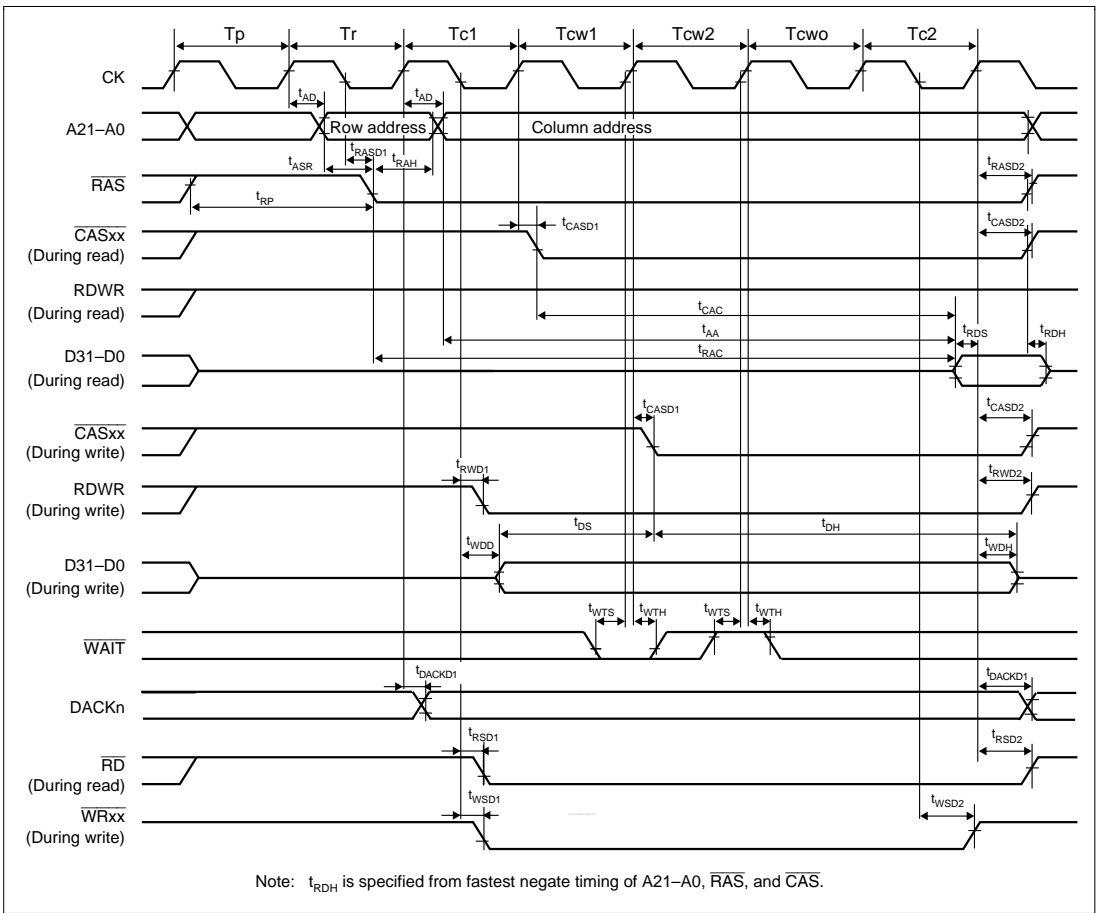 Tp Tr Tc1 Tcw1 Tcw2 Tcwo Tc2
CK
tAD tAD
A21–A0 Row address Column address
tRASD1
tASR tRAH tRASD2
RAS
tRP
CASxx tCASD1 tCASD2
(During read)
RDWR
(During read)
tCAC
tAA tRDS tRDH
D31–D0 tRAC
(During read)
tCASD1 tCASD2
CASxx
(During write)
tRWD1 tRWD2
RDWR
(During write)
tDS tDH
tWDD tWDH
D31–D0
(During write)
tWTS tWTH tWTS tWTH
WAIT
tDACKD1 tDACKD1
DACKn
tRSD1 tRSD2
RD
(During read)
tWSD1 tWSD2
WRxx
(During write)
Note: tRDH is specified from fastest negate timing of A21–A0, RAS, and CAS.